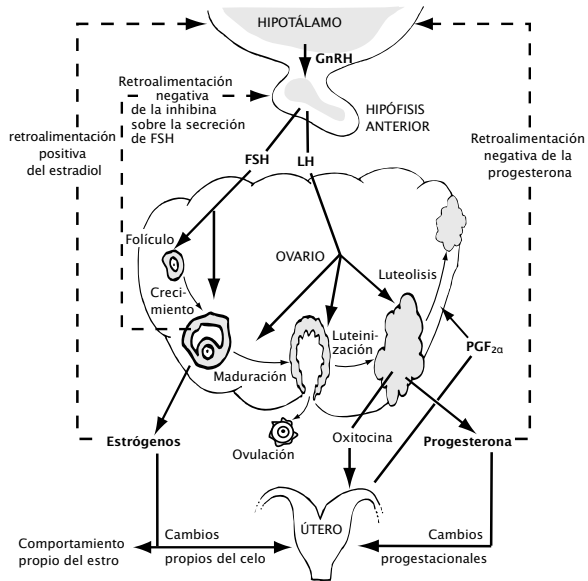 HIPOTÁLAMO
GnRH
Retroalimentación
negativa
de la inhibina
sobre la secreción
de FSH
HIPÓFISIS
ANTERIOR
retroalimentación
positiva
del estradiol
Retroalimentación
negativa de la
progesterona
FSH
LH
Folículo
OVARIO
Luteolisis
Creci-
miento
Luteini-
zación
PGF2α
Maduración
Ovulación
Estrógenos
Oxitocina
Progesterona
ÚTERO
Comportamiento
propio del estro
Cambios
propios del celo
Cambios
progestacionales